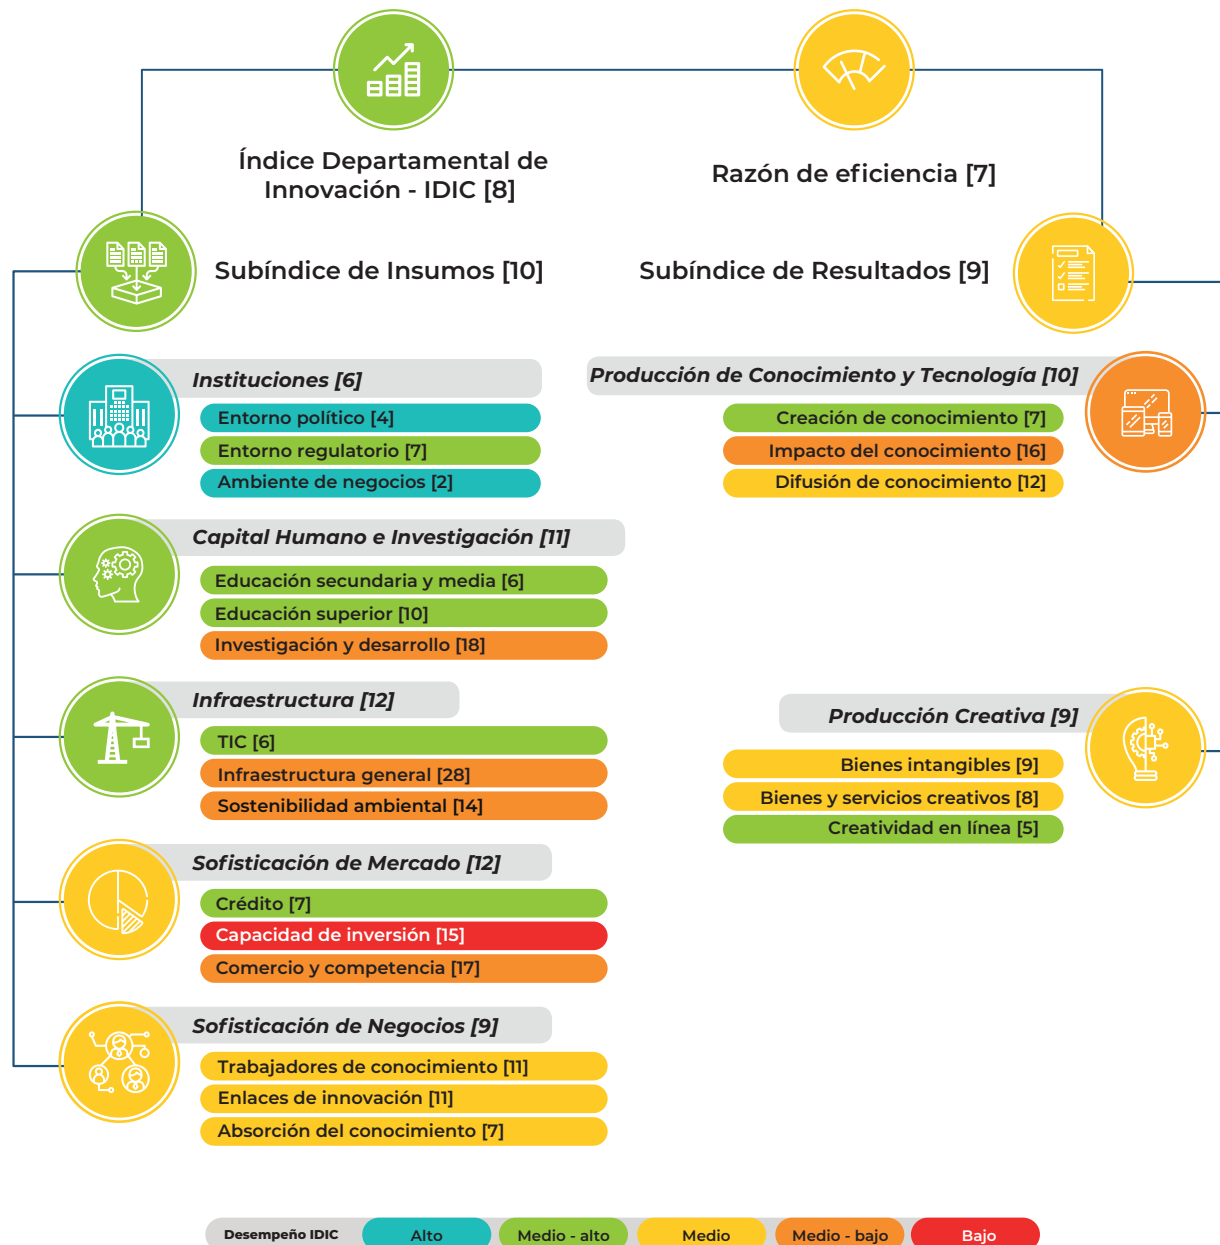 Índice Departamental de
Innovación - IDIC [8]
Razón de eficiencia [7]
Subíndice de Insumos [10]
Subíndice de Resultados [9]
Instituciones [6]
Entorno político [4]
Entorno regulatorio [7]
Ambiente de negocios [2]
Capital Humano e Investigación [11]
Educación secundaria y media [6]
Educación superior [10]
Investigación y desarrollo [18]
Infraestructura [12]
TIC [6]
Infraestructura general [28]
Sostenibilidad ambiental [14]
Sofisticación de Mercado [12]
Crédito [7]
Capacidad de inversión [15]
Comercio y competencia [17]
Sofisticación de Negocios [9]
Trabajadores de conocimiento [11]
Enlaces de innovación [11]
Absorción del conocimiento [7]
Producción de Conocimiento y Tecnología [10]
Creación de conocimiento [7]
Impacto del conocimiento [16]
Difusión de conocimiento [12]
Producción Creativa [9]
Bienes intangibles [9]
Bienes y servicios creativos [8]
Creatividad en línea [5]
Desempeño IDIC
Alto
Medio - alto
Medio
Medio - bajo
Bajo